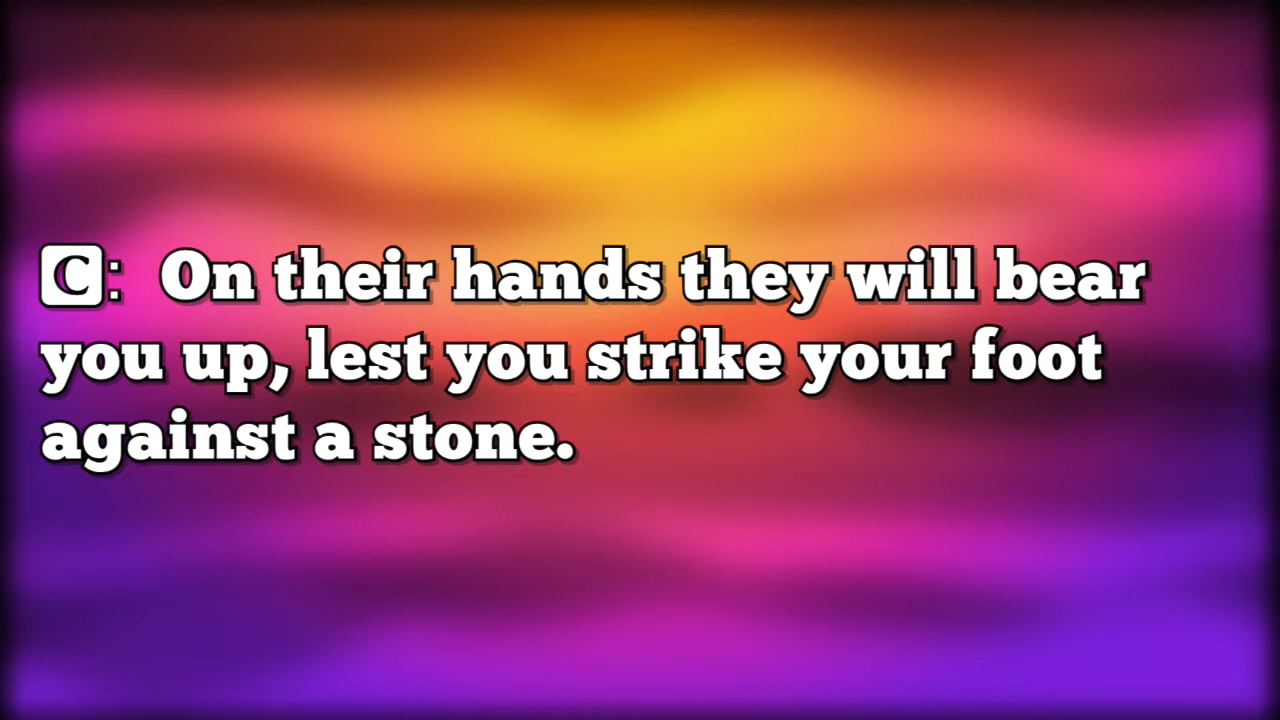 C: On their hands they will bear
you up, lest you strike your foot
against a stone.